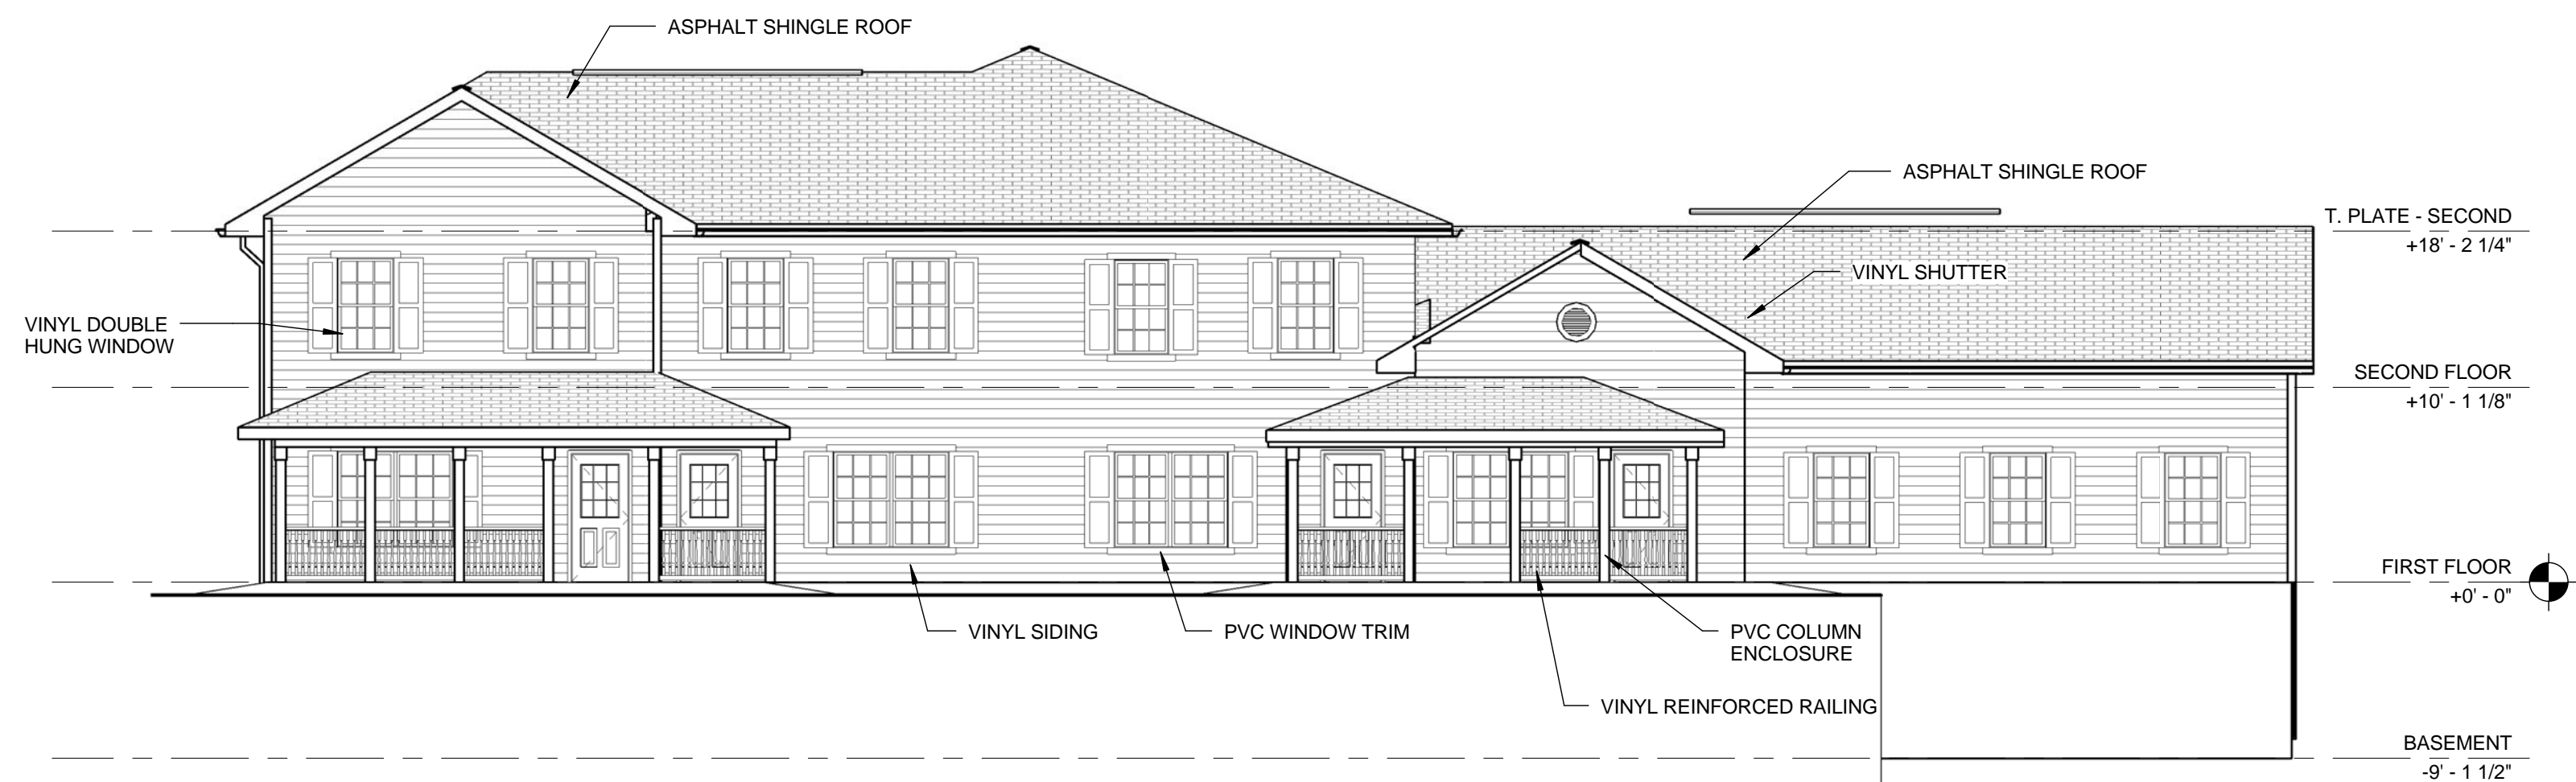 ASPHALT SHINGLE ROOF
ASPHALT SHINGLE ROOF
T. PLATE - SECOND
+18' - 2 1/4"
VINYL SHUTTER
VINYL DOUBLE
HUNG WINDOW
SECOND FLOOR
+10' - 1 1/8"
FIRST FLOOR
+0' - 0"
VINYL SIDING
PVC WINDOW TRIM
PVC COLUMN
ENCLOSURE
VINYL REINFORCED RAILING
BASEMENT
-9' - 1 1/2"